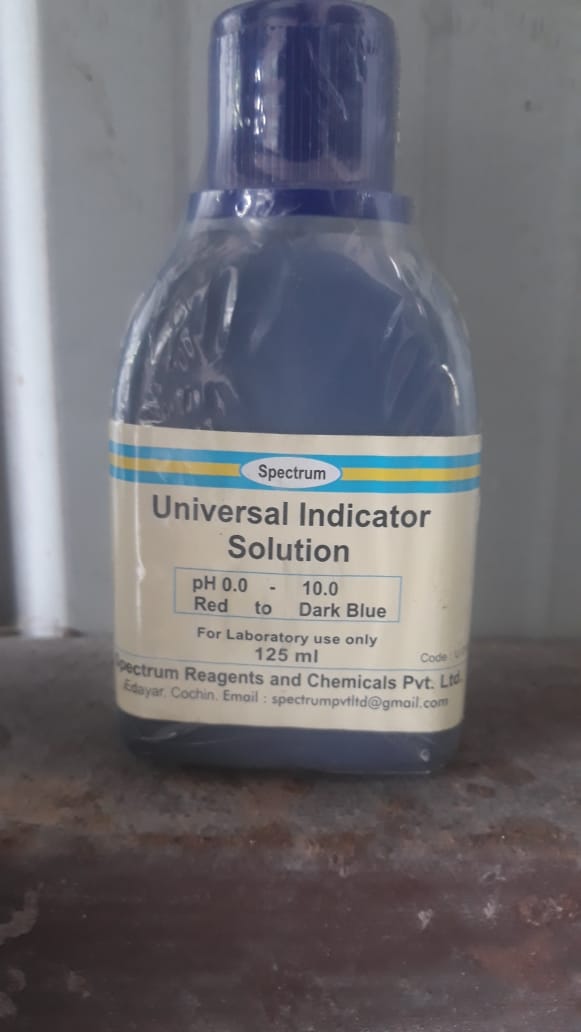 Spectrum
Universal Indicator
Solution
pH 0.0 - 10.0
Red to Dark Blue
For Laboratory use only
125 ml
Code :
Spectrum Reagents and Chemicals Pvt. Ltd.
Edayar, Cochin. Email : spectrumpvtltd@gmail.com